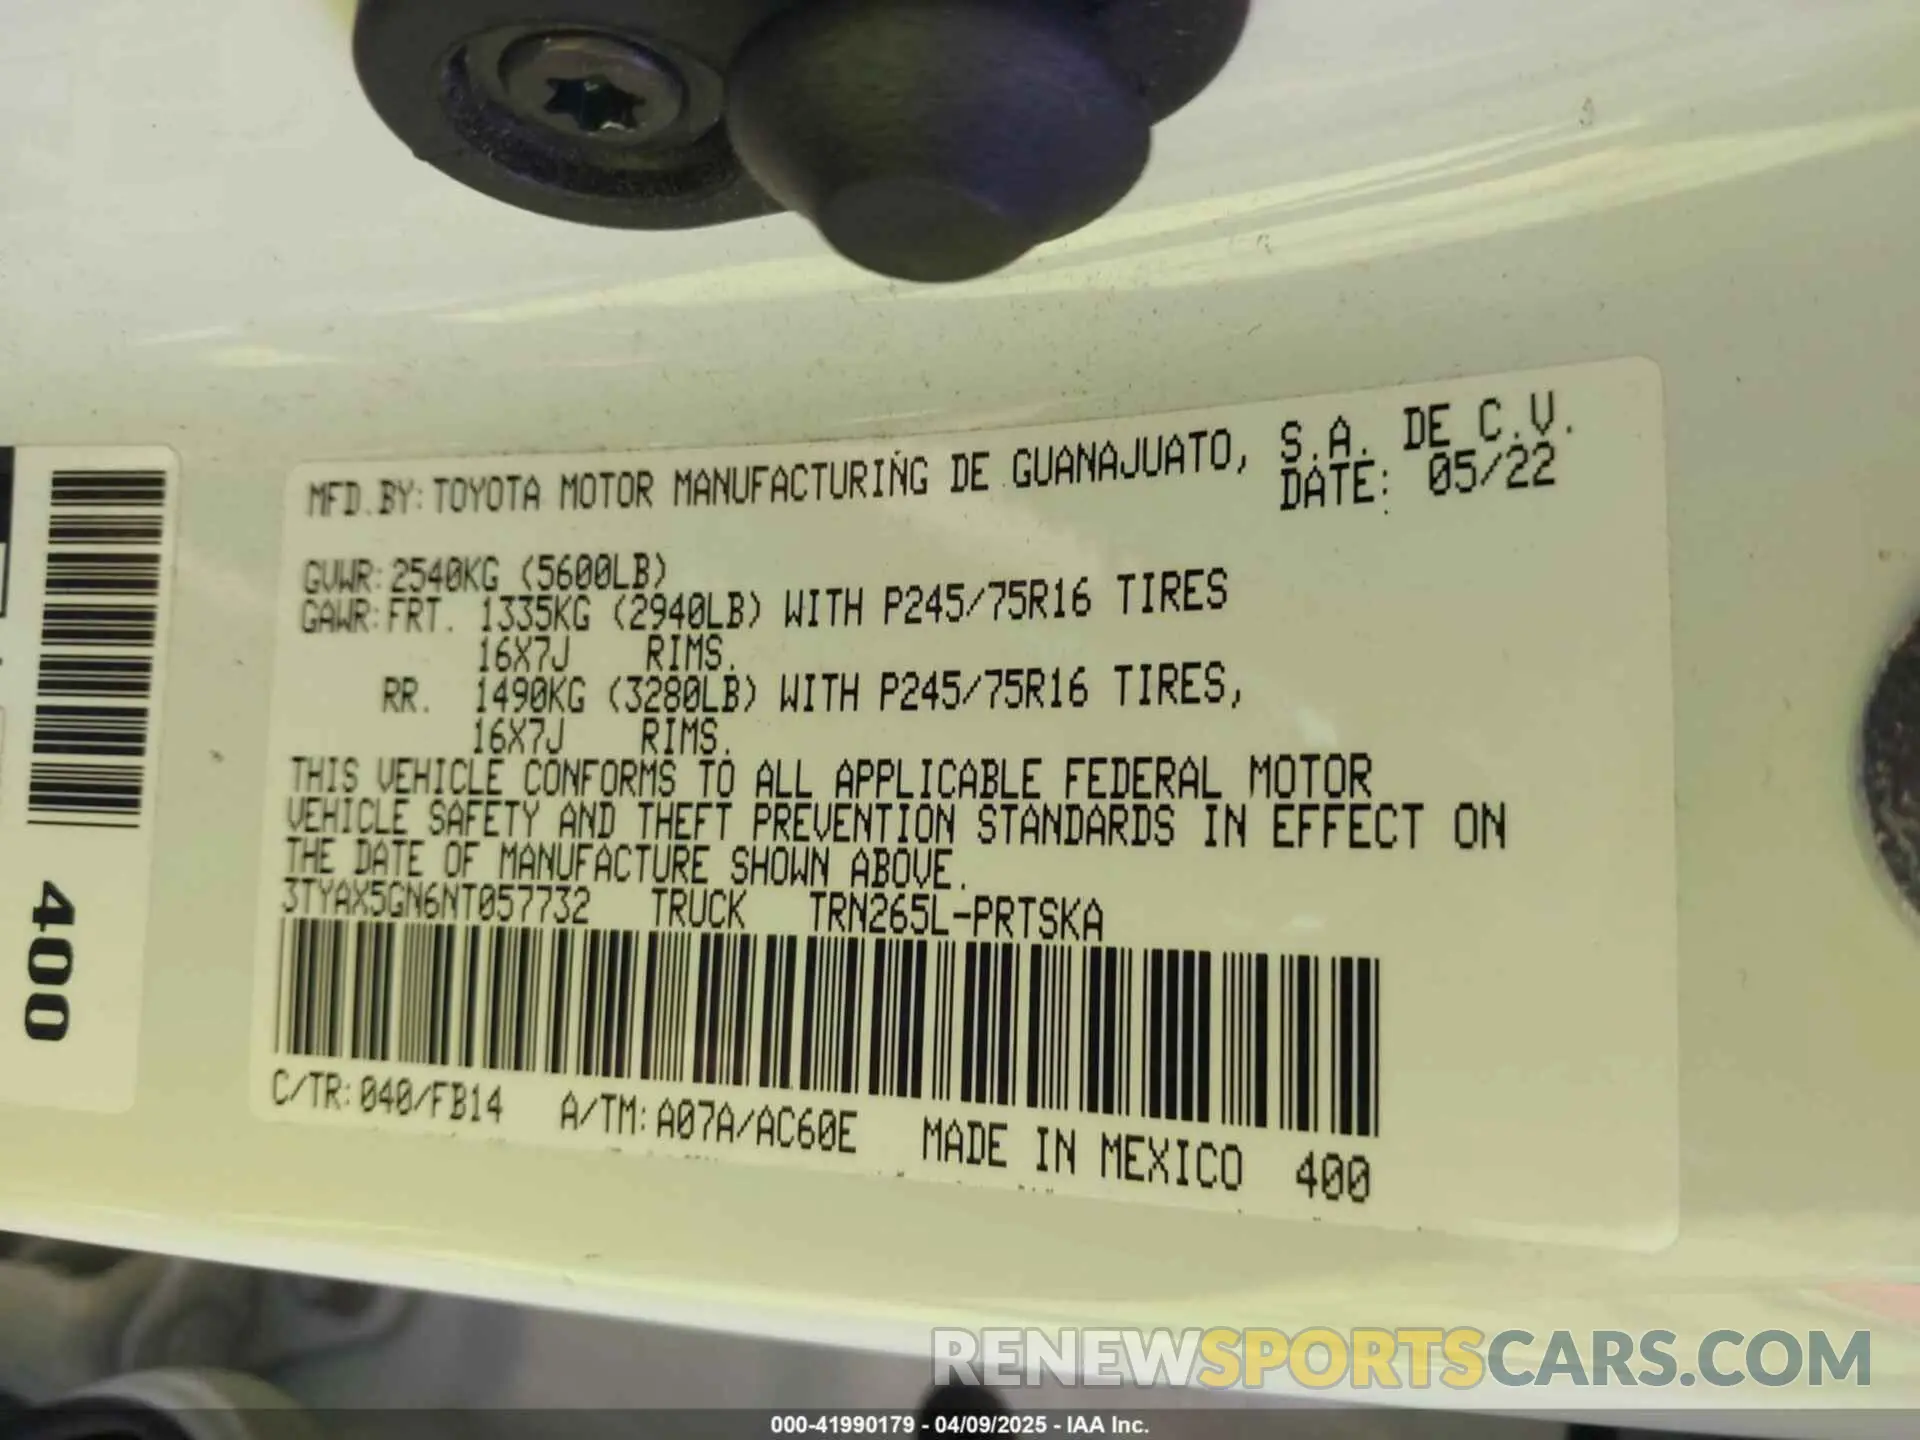 MFD.BY: TOYOTA MOTOR MANUFACTURING DE GUANAJUATO, S.A. DE C.V.
DATE: 05/22
GVWR: 2540KG (5600LB)
GAWR: FRT. 1335KG (2940LB) WITH P245/75R16 TIRES
16X7J RIMS.
RR. 1490KG (3280LB) WITH P245/75R16 TIRES,
16X7J RIMS.
THIS VEHICLE CONFORMS TO ALL APPLICABLE FEDERAL MOTOR
VEHICLE SAFETY AND THEFT PREVENTION STANDARDS IN EFFECT ON
THE DATE OF MANUFACTURE SHOWN ABOVE.
3TYAX5GN6NT057732 TRUCK TRN265L-PRTSKA
C/TR: 040/FB14 A/TM: A07A/AC60E MADE IN MEXICO 400
400
RENEWSPORTSCARS.COM
000-41990179 - 04/09/2025 - IAA Inc.